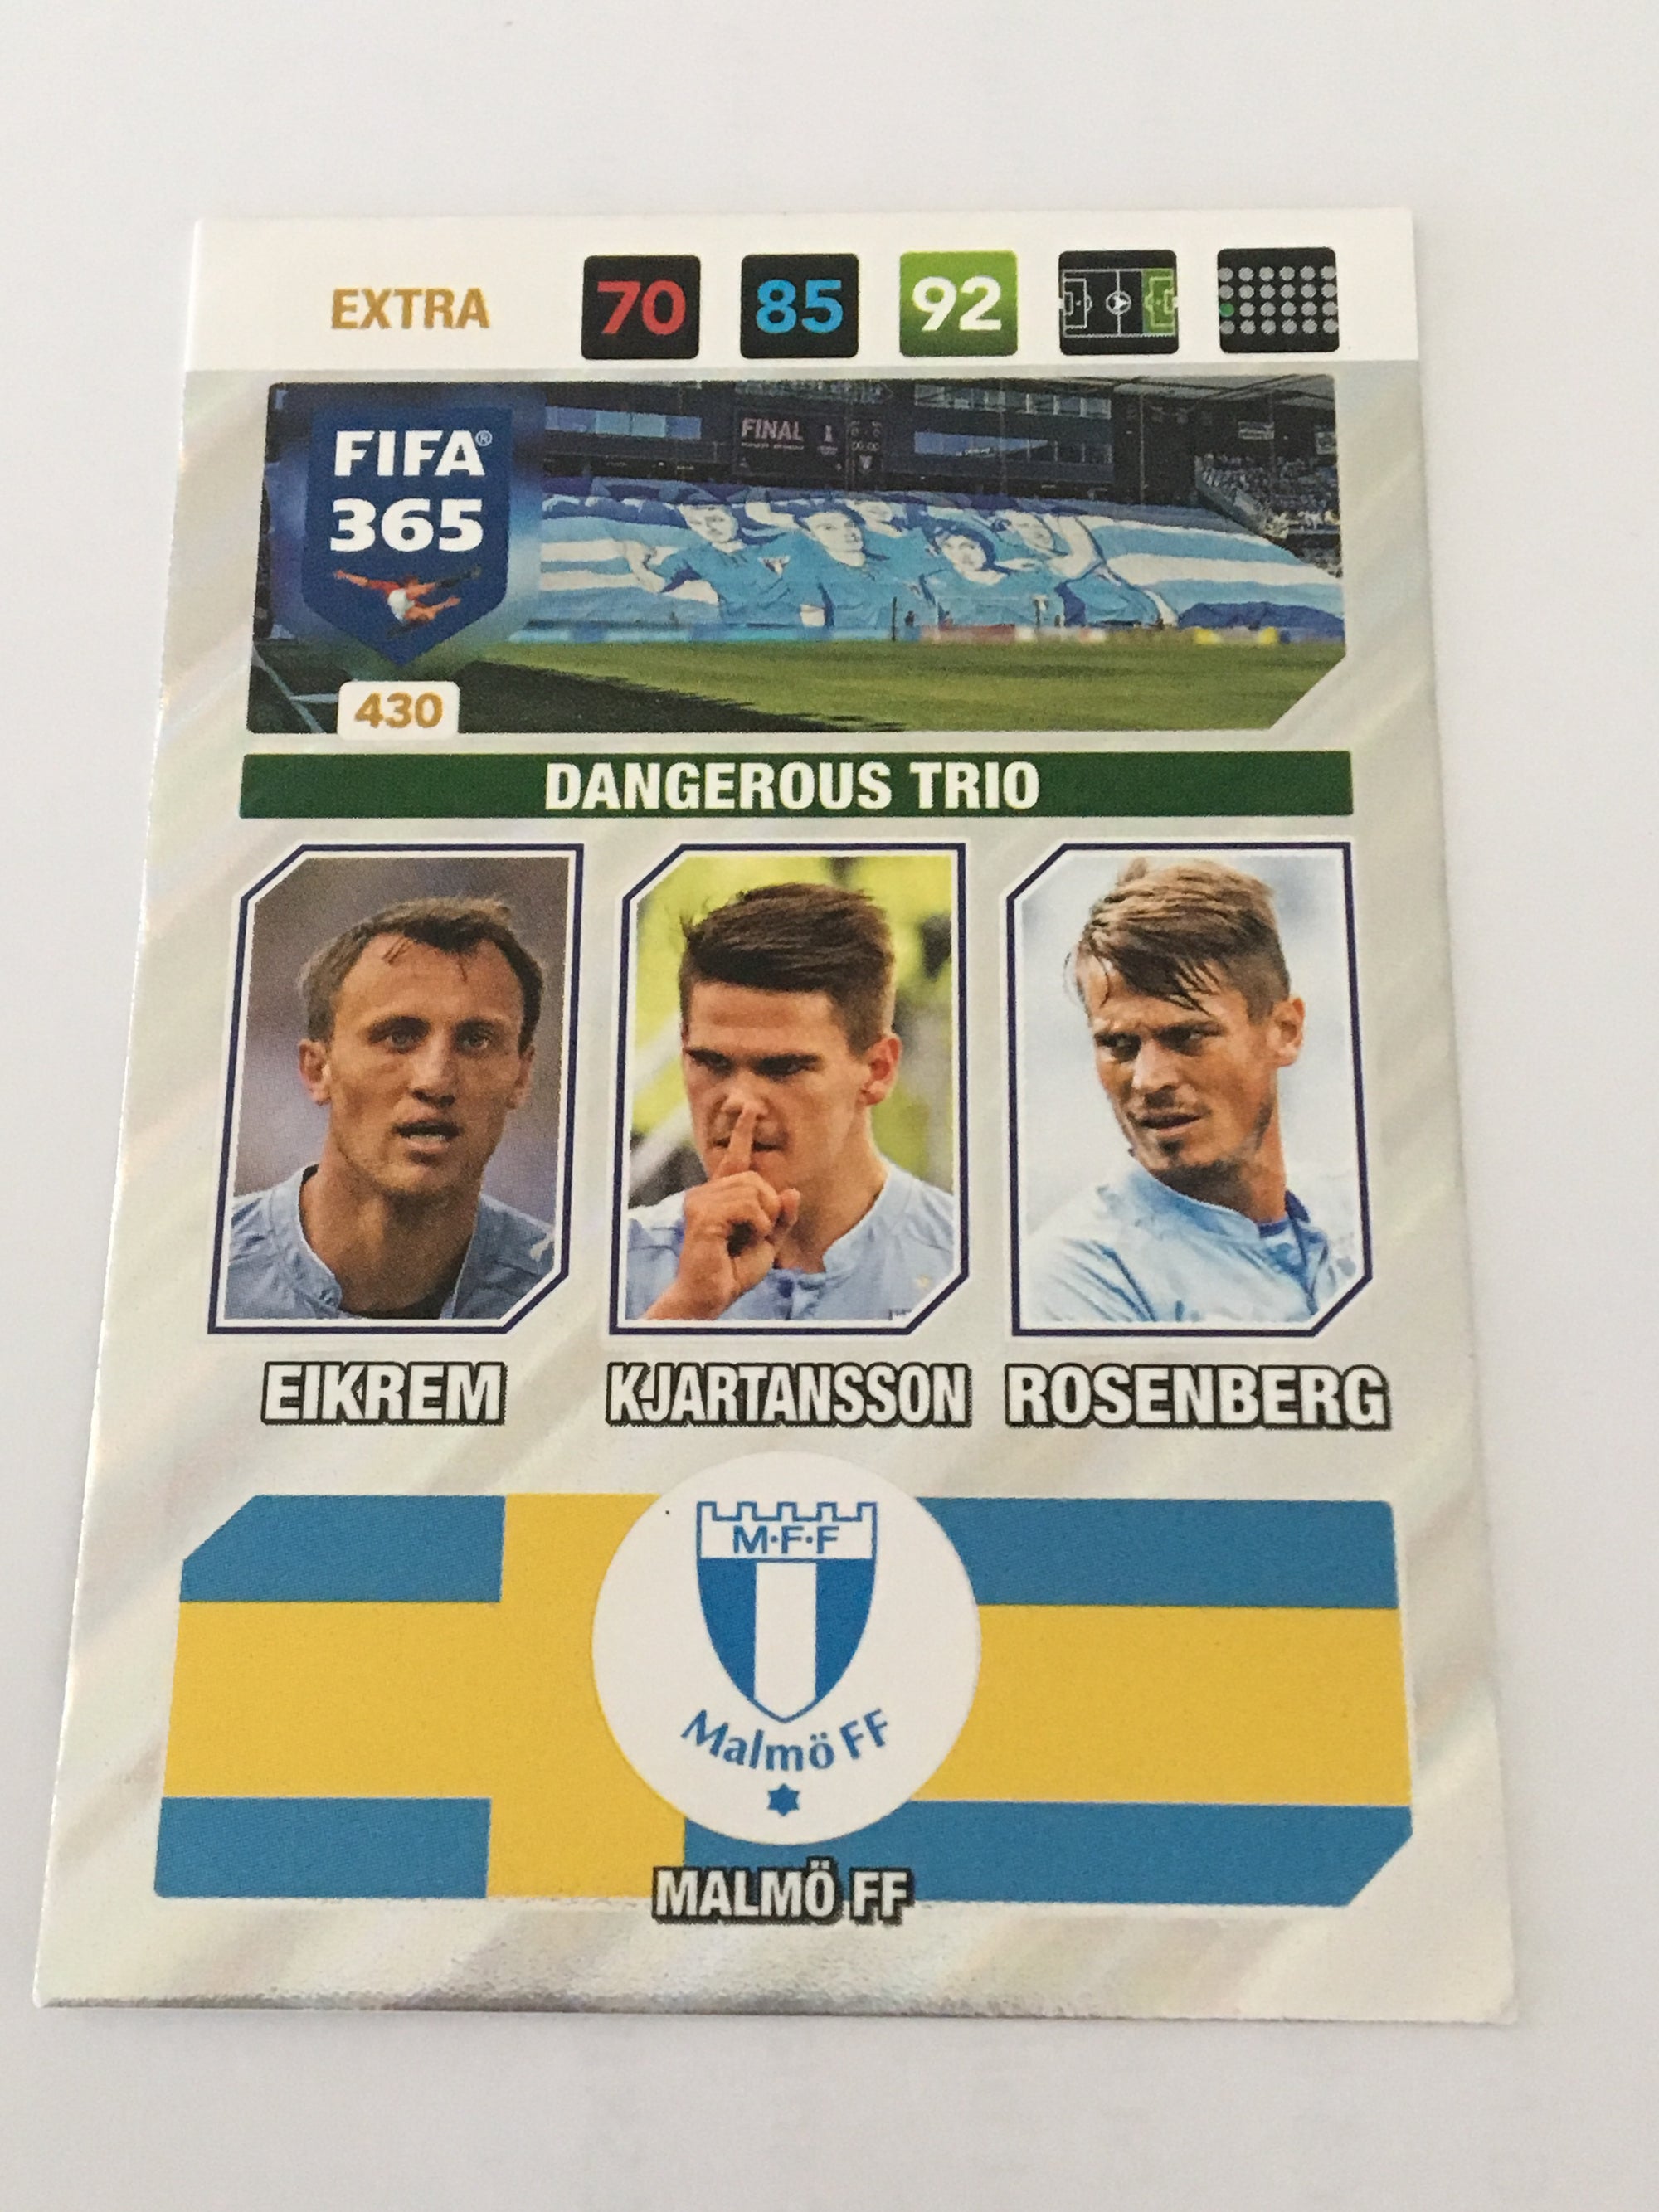 EXTRA 70 85 92
FINAL
FIFA®
365
430
DANGEROUS TRIO
EIKREM KJARTANSSON ROSENBERG
M·F·F
Malmö FF
MALMÖ FF